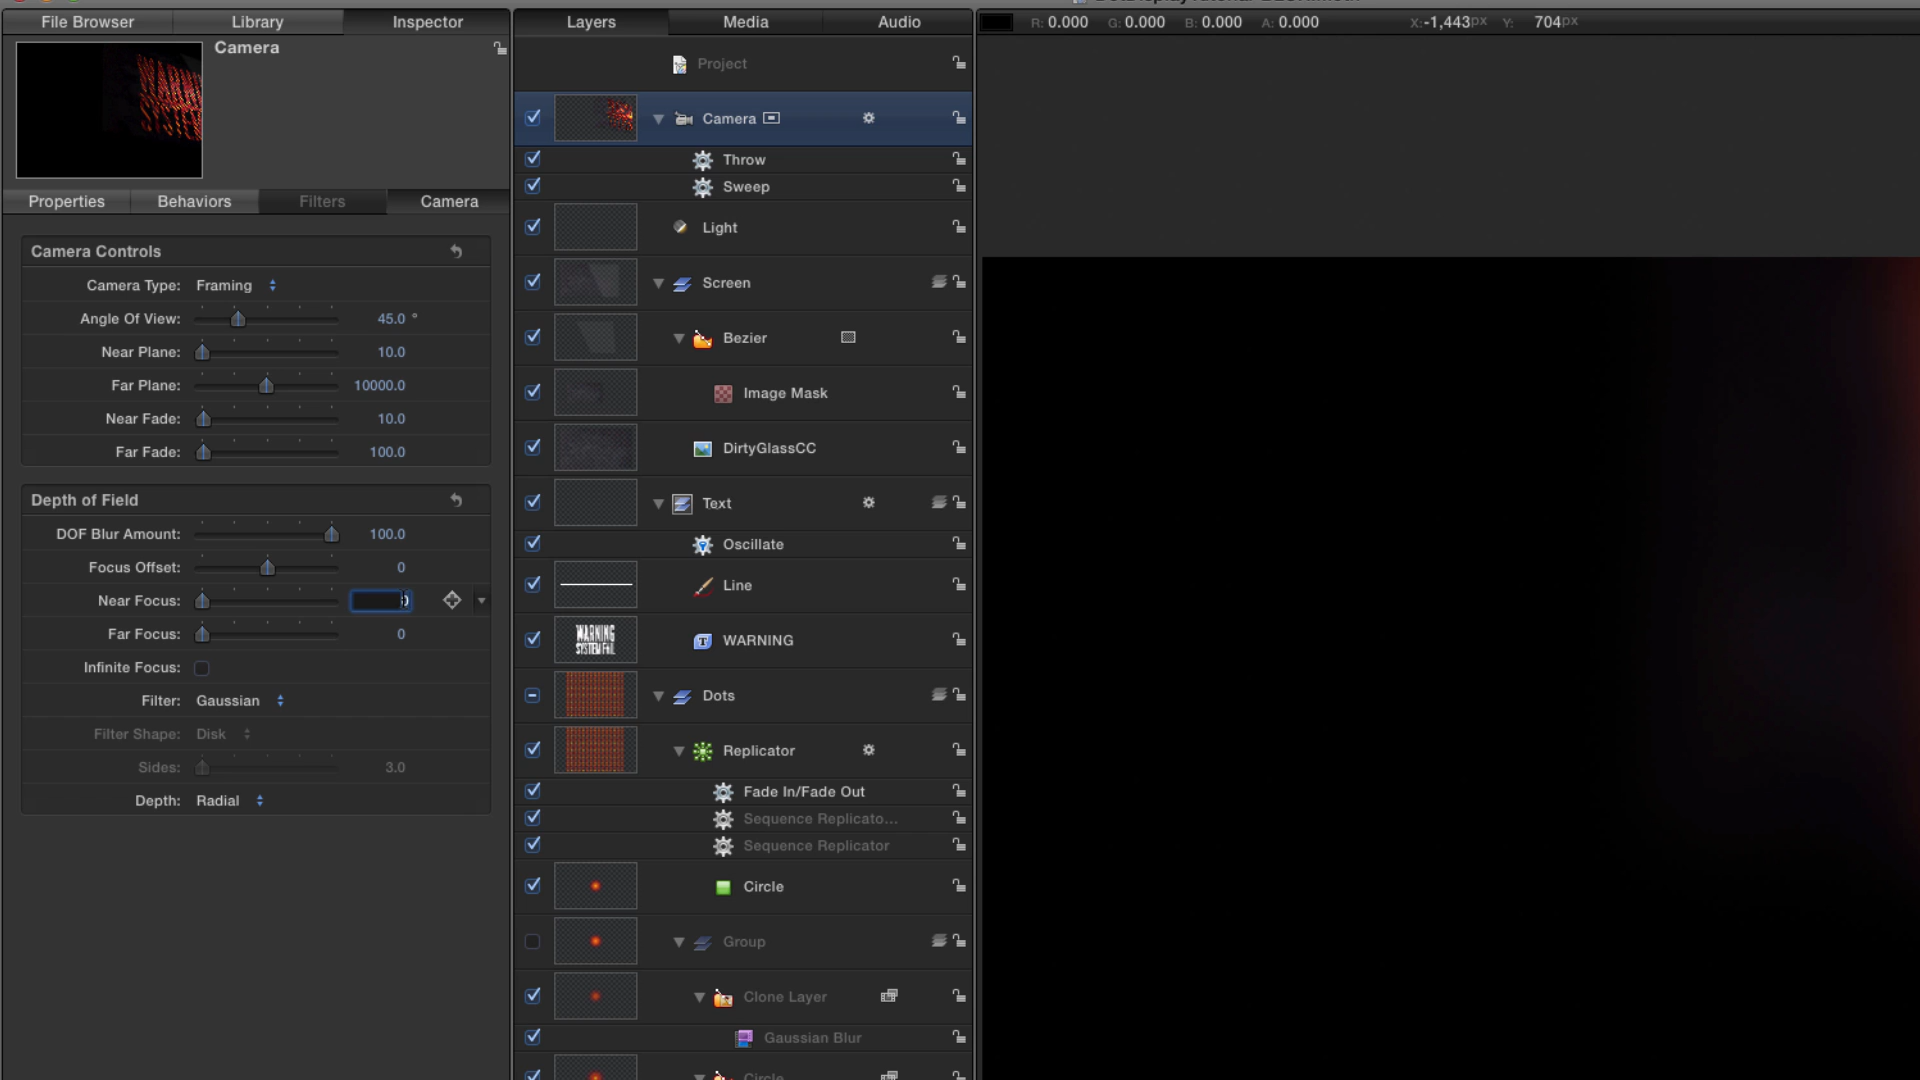 File Browser
Library
Inspector
Layers
Media
Audio
R: 0.000
G: 0.000
B: 0.000
A: 0.000
X: -1,443px
Y: 704px
Camera
Properties
Behaviors
Filters
Camera
Camera Controls
Camera Type: Framing
Angle Of View: 45.0 °
Near Plane: 10.0
Far Plane: 10000.0
Near Fade: 10.0
Far Fade: 100.0
Depth of Field
DOF Blur Amount: 100.0
Focus Offset: 0
Near Focus: 0
Far Focus: 0
Infinite Focus:
Filter: Gaussian
Filter Shape: Disk
Sides: 3.0
Depth: Radial
Project
Camera
Throw
Sweep
Light
Screen
Bezier
Image Mask
DirtyGlassCC
Text
Oscillate
Line
WARNING
SYSTEM FAIL
WARNING
Dots
Replicator
Fade In/Fade Out
Sequence Replicato...
Sequence Replicator
Circle
Group
Clone Layer
Gaussian Blur
Circle